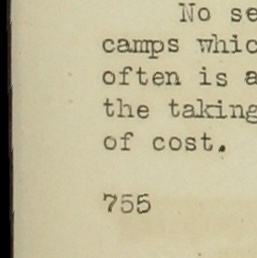 No se
camps whic
often is a
the taking
of cost.
755